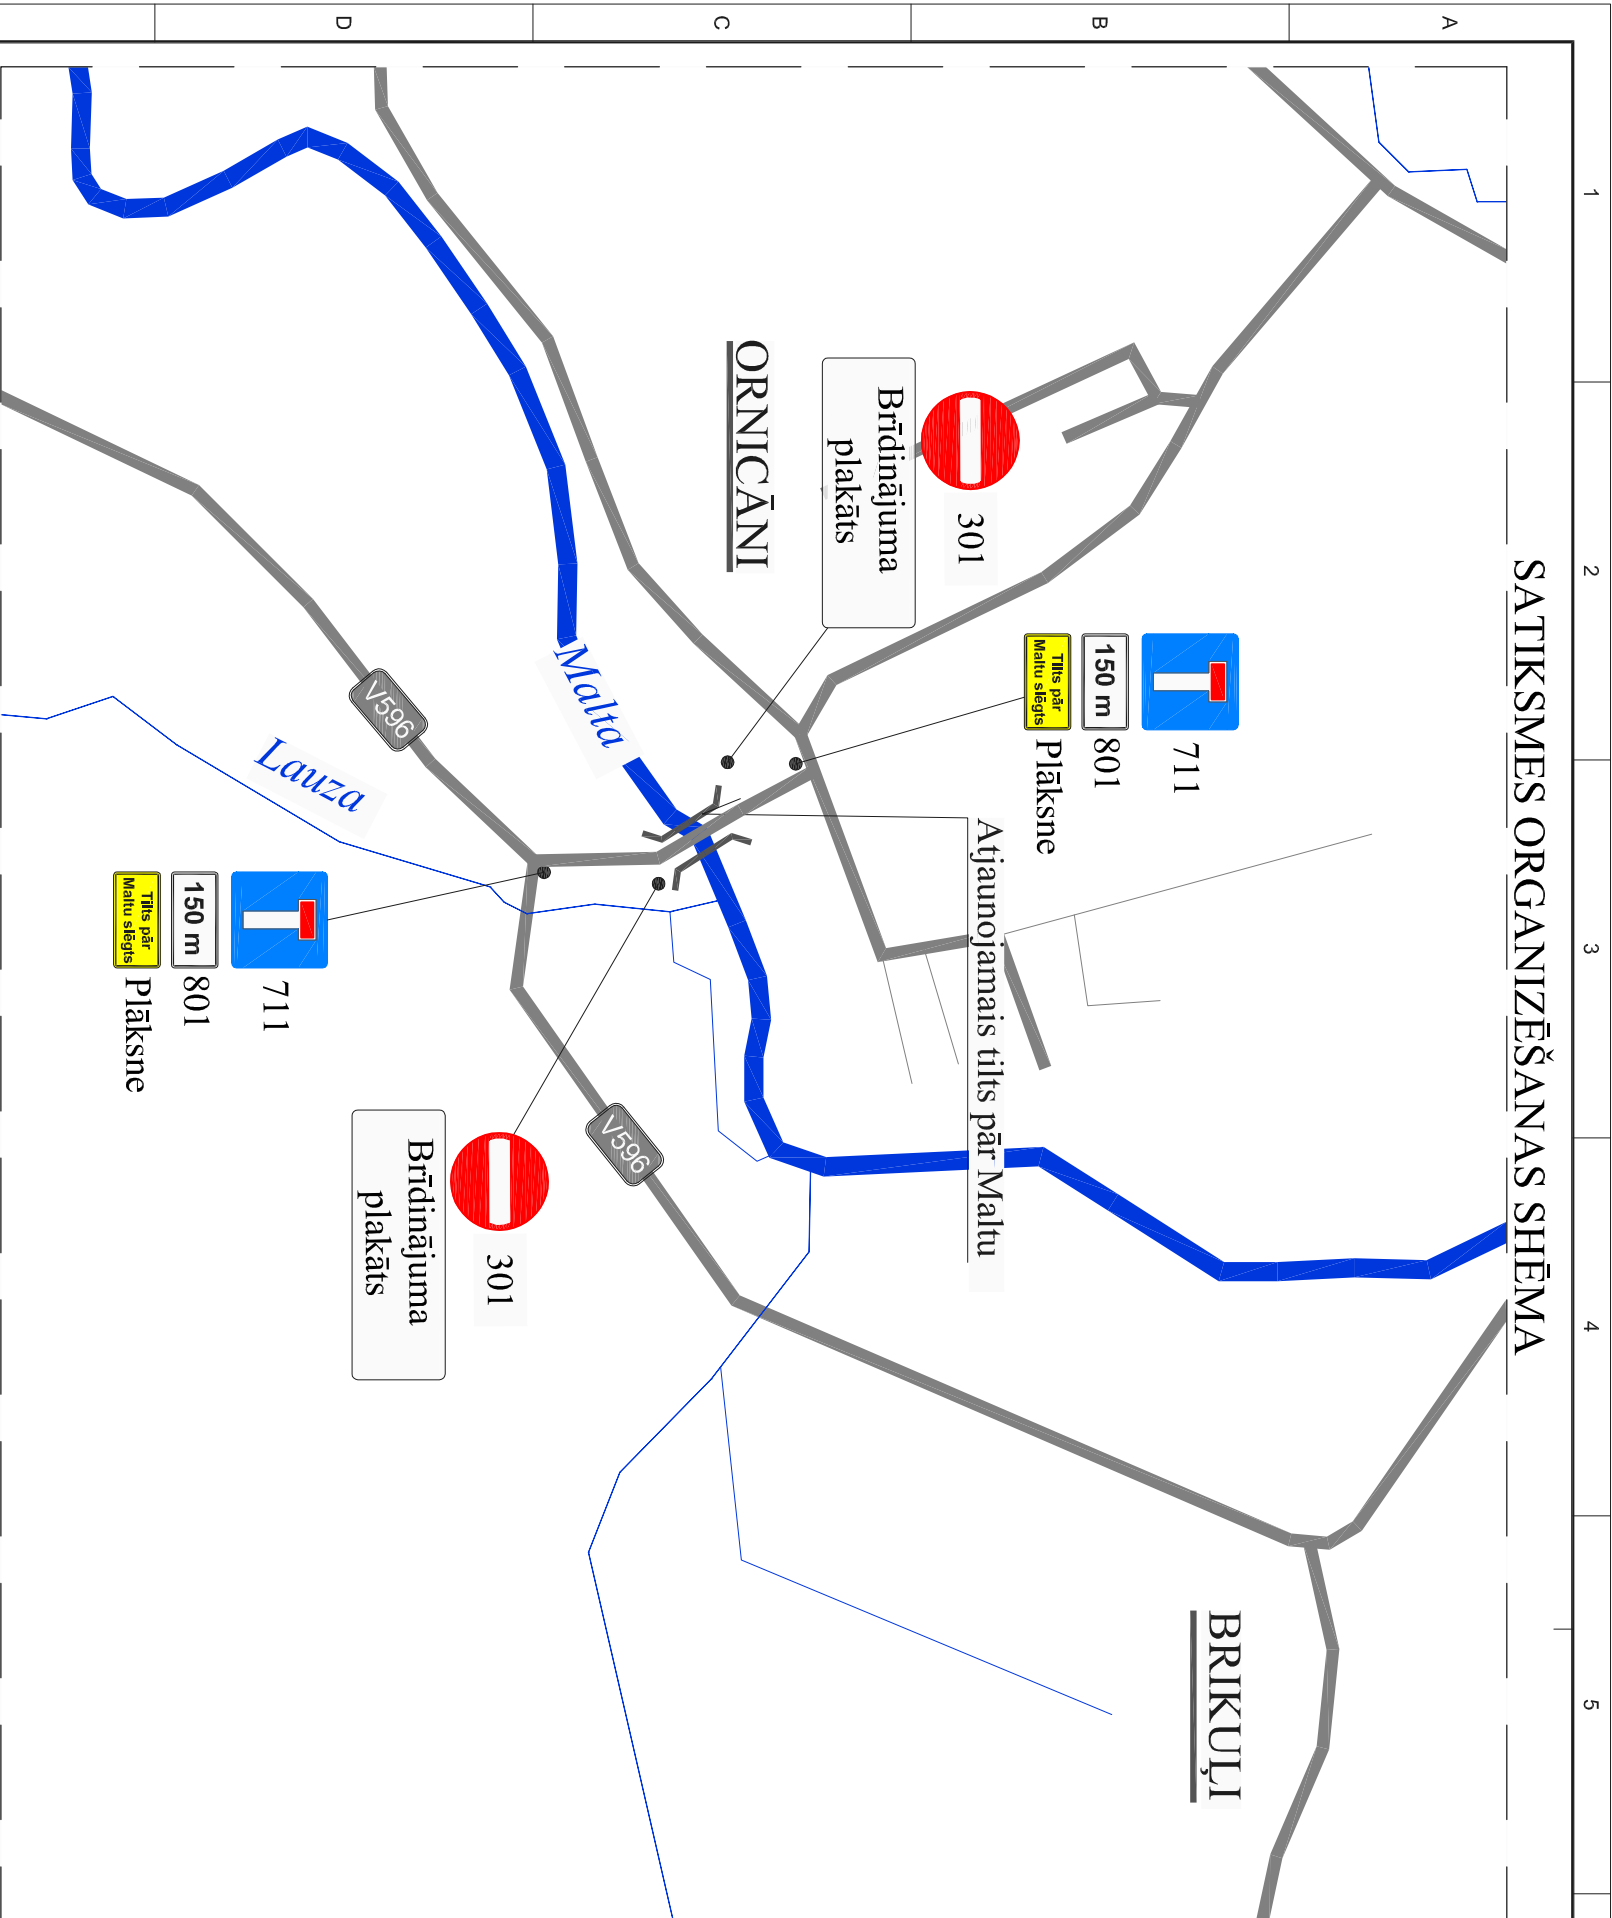 SATIKSMES ORGANIZĒŠANAS SHĒMA
1
2
3
4
5
A
B
C
D
711
150 m
801
Tilts pār
Maltu slēgts
Plāksne
301
Brīdinājuma
plakāts
ORNICĀNI
Atjaunojamais tilts pār Maltu
BRIKUĻI
Malta
Lauza
V596
V596
711
150 m
801
Tilts pār
Maltu slēgts
Plāksne
301
Brīdinājuma
plakāts